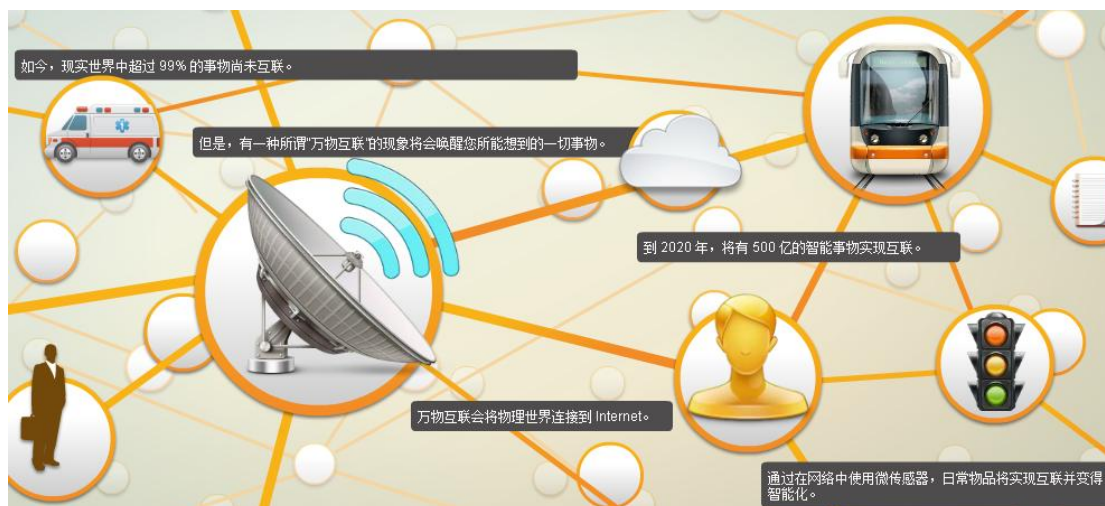 如今，现实世界中超过 99% 的事物尚未互联。
但是，有一种所谓"万物互联"的现象将会唤醒您所能想到的一切事物。
到 2020 年，将有 500 亿的智能事物实现互联。
万物互联会将物理世界连接到 Internet。
通过在网络中使用微传感器，日常物品将实现互联并变得
智能化。